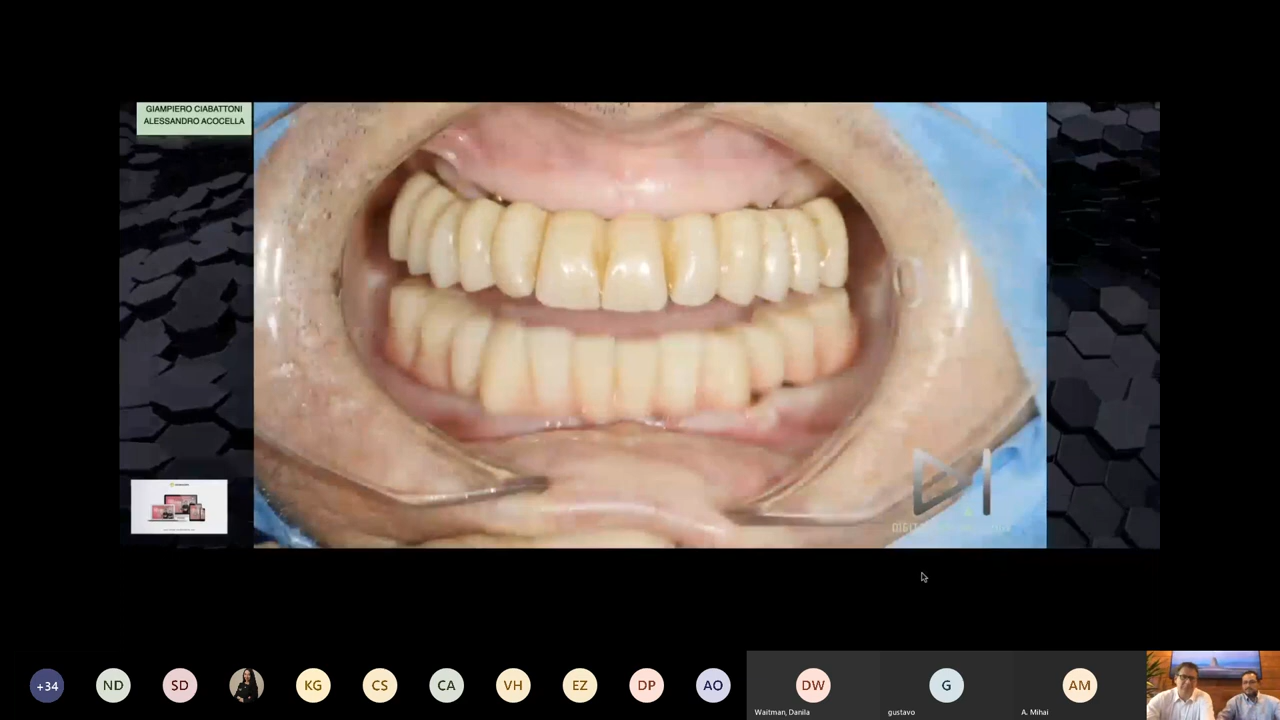 GIAMPIERO CIABATTONI
ALESSANDRO ACOCELLA
+34
ND
SD
KG
CS
CA
VH
EZ
DP
AO
DW
G
AM
Waitman, Danila
gustavo
A. Mihai